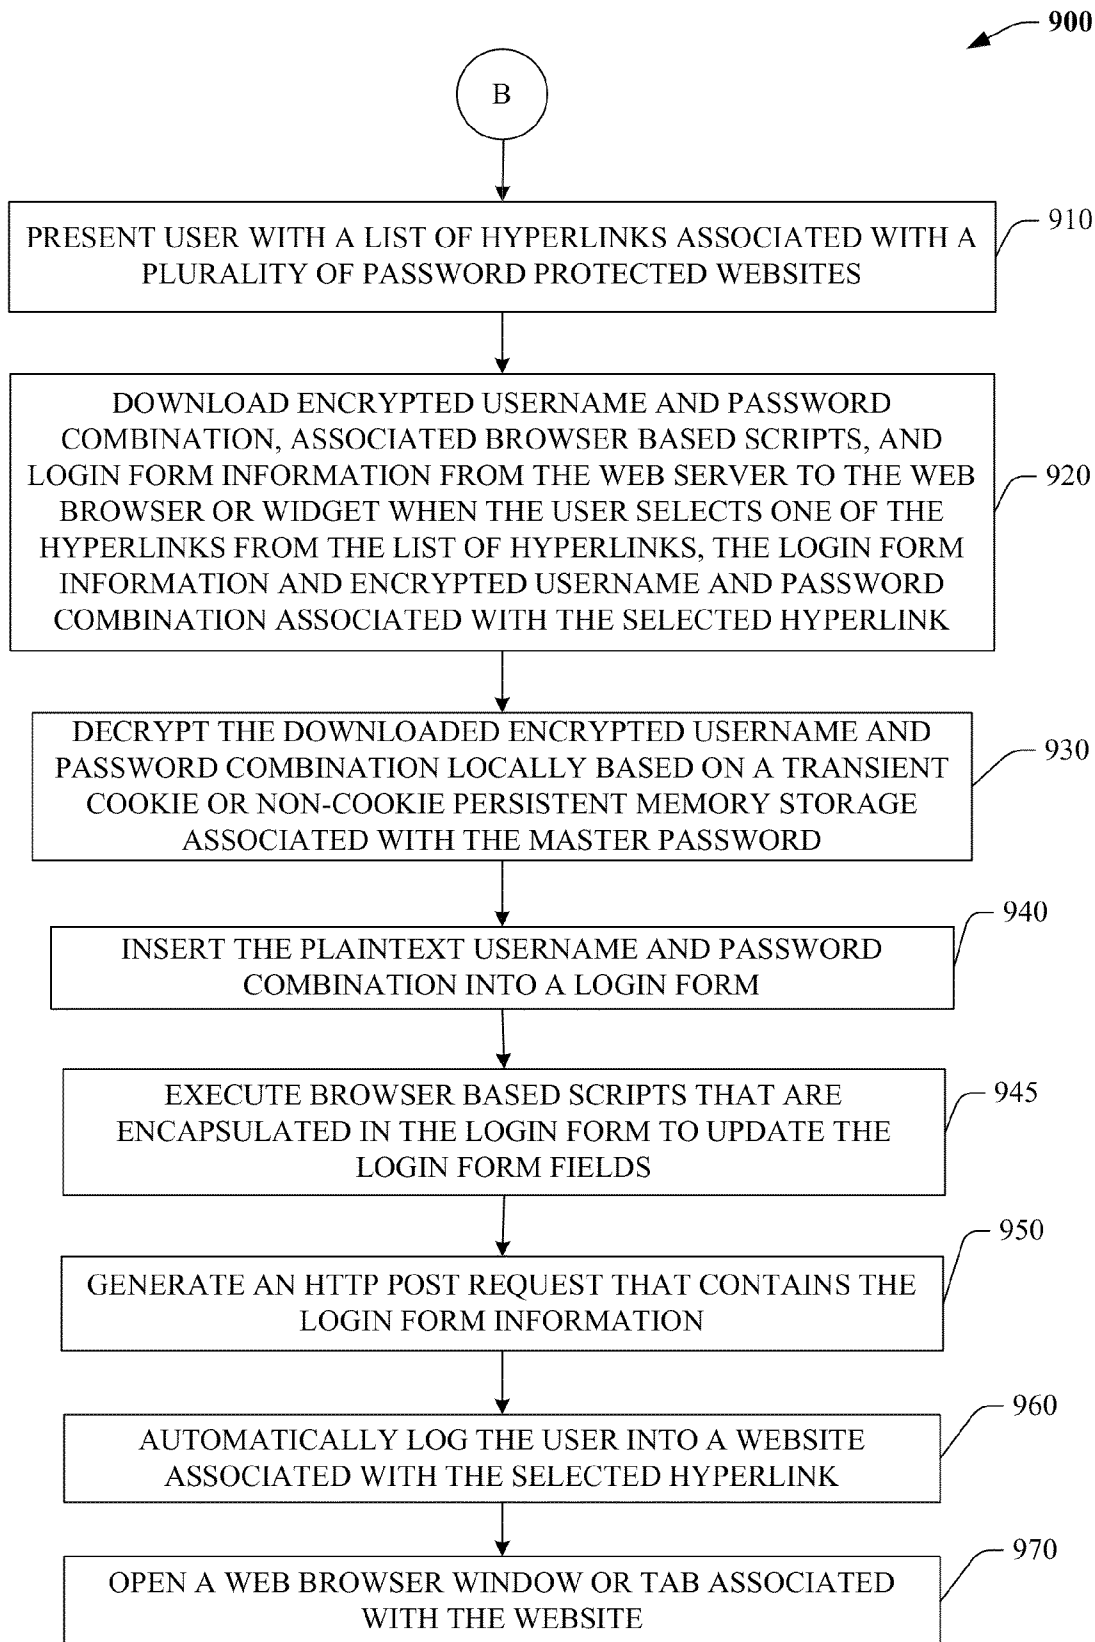 900
B
PRESENT USER WITH A LIST OF HYPERLINKS ASSOCIATED WITH A
PLURALITY OF PASSWORD PROTECTED WEBSITES
910
DOWNLOAD ENCRYPTED USERNAME AND PASSWORD
COMBINATION, ASSOCIATED BROWSER BASED SCRIPTS, AND
LOGIN FORM INFORMATION FROM THE WEB SERVER TO THE WEB
BROWSER OR WIDGET WHEN THE USER SELECTS ONE OF THE
HYPERLINKS FROM THE LIST OF HYPERLINKS, THE LOGIN FORM
INFORMATION AND ENCRYPTED USERNAME AND PASSWORD
COMBINATION ASSOCIATED WITH THE SELECTED HYPERLINK
920
DECRYPT THE DOWNLOADED ENCRYPTED USERNAME AND
PASSWORD COMBINATION LOCALLY BASED ON A TRANSIENT
COOKIE OR NON-COOKIE PERSISTENT MEMORY STORAGE
ASSOCIATED WITH THE MASTER PASSWORD
930
INSERT THE PLAINTEXT USERNAME AND PASSWORD
COMBINATION INTO A LOGIN FORM
940
EXECUTE BROWSER BASED SCRIPTS THAT ARE
ENCAPSULATED IN THE LOGIN FORM TO UPDATE THE
LOGIN FORM FIELDS
945
GENERATE AN HTTP POST REQUEST THAT CONTAINS THE
LOGIN FORM INFORMATION
950
AUTOMATICALLY LOG THE USER INTO A WEBSITE
ASSOCIATED WITH THE SELECTED HYPERLINK
960
OPEN A WEB BROWSER WINDOW OR TAB ASSOCIATED
WITH THE WEBSITE
970